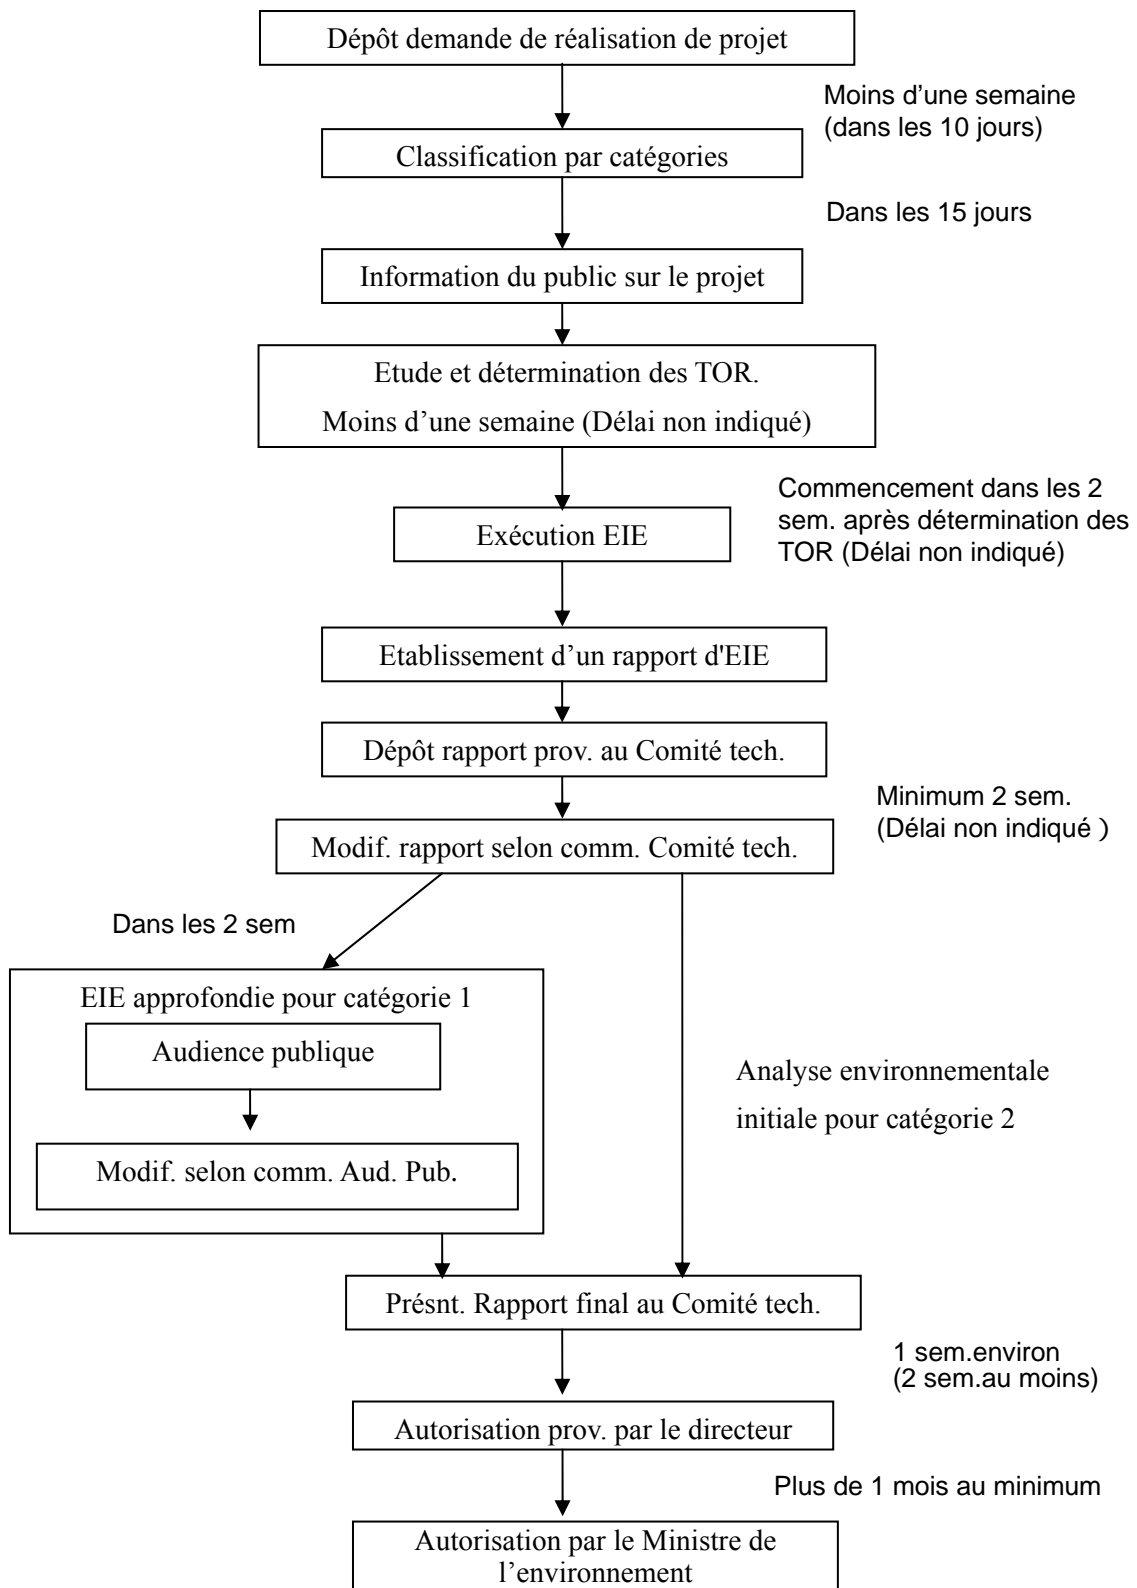 Dépôt demande de réalisation de projet
Moins d’une semaine
(dans les 10 jours)
Classification par catégories
Dans les 15 jours
Information du public sur le projet
Etude et détermination des TOR.
Moins d’une semaine (Délai non indiqué)
Commencement dans les 2
sem. après détermination des
TOR (Délai non indiqué)
Exécution EIE
Etablissement d’un rapport d'EIE
Dépôt rapport prov. au Comité tech.
Minimum 2 sem.
(Délai non indiqué )
Modif. rapport selon comm. Comité tech.
Dans les 2 sem
EIE approfondie pour catégorie 1
Audience publique
Modif. selon comm. Aud. Pub.
Analyse environnementale
initiale pour catégorie 2
Présnt. Rapport final au Comité tech.
1 sem.environ
(2 sem.au moins)
Autorisation prov. par le directeur
Plus de 1 mois au minimum
Autorisation par le Ministre de
l’environnement